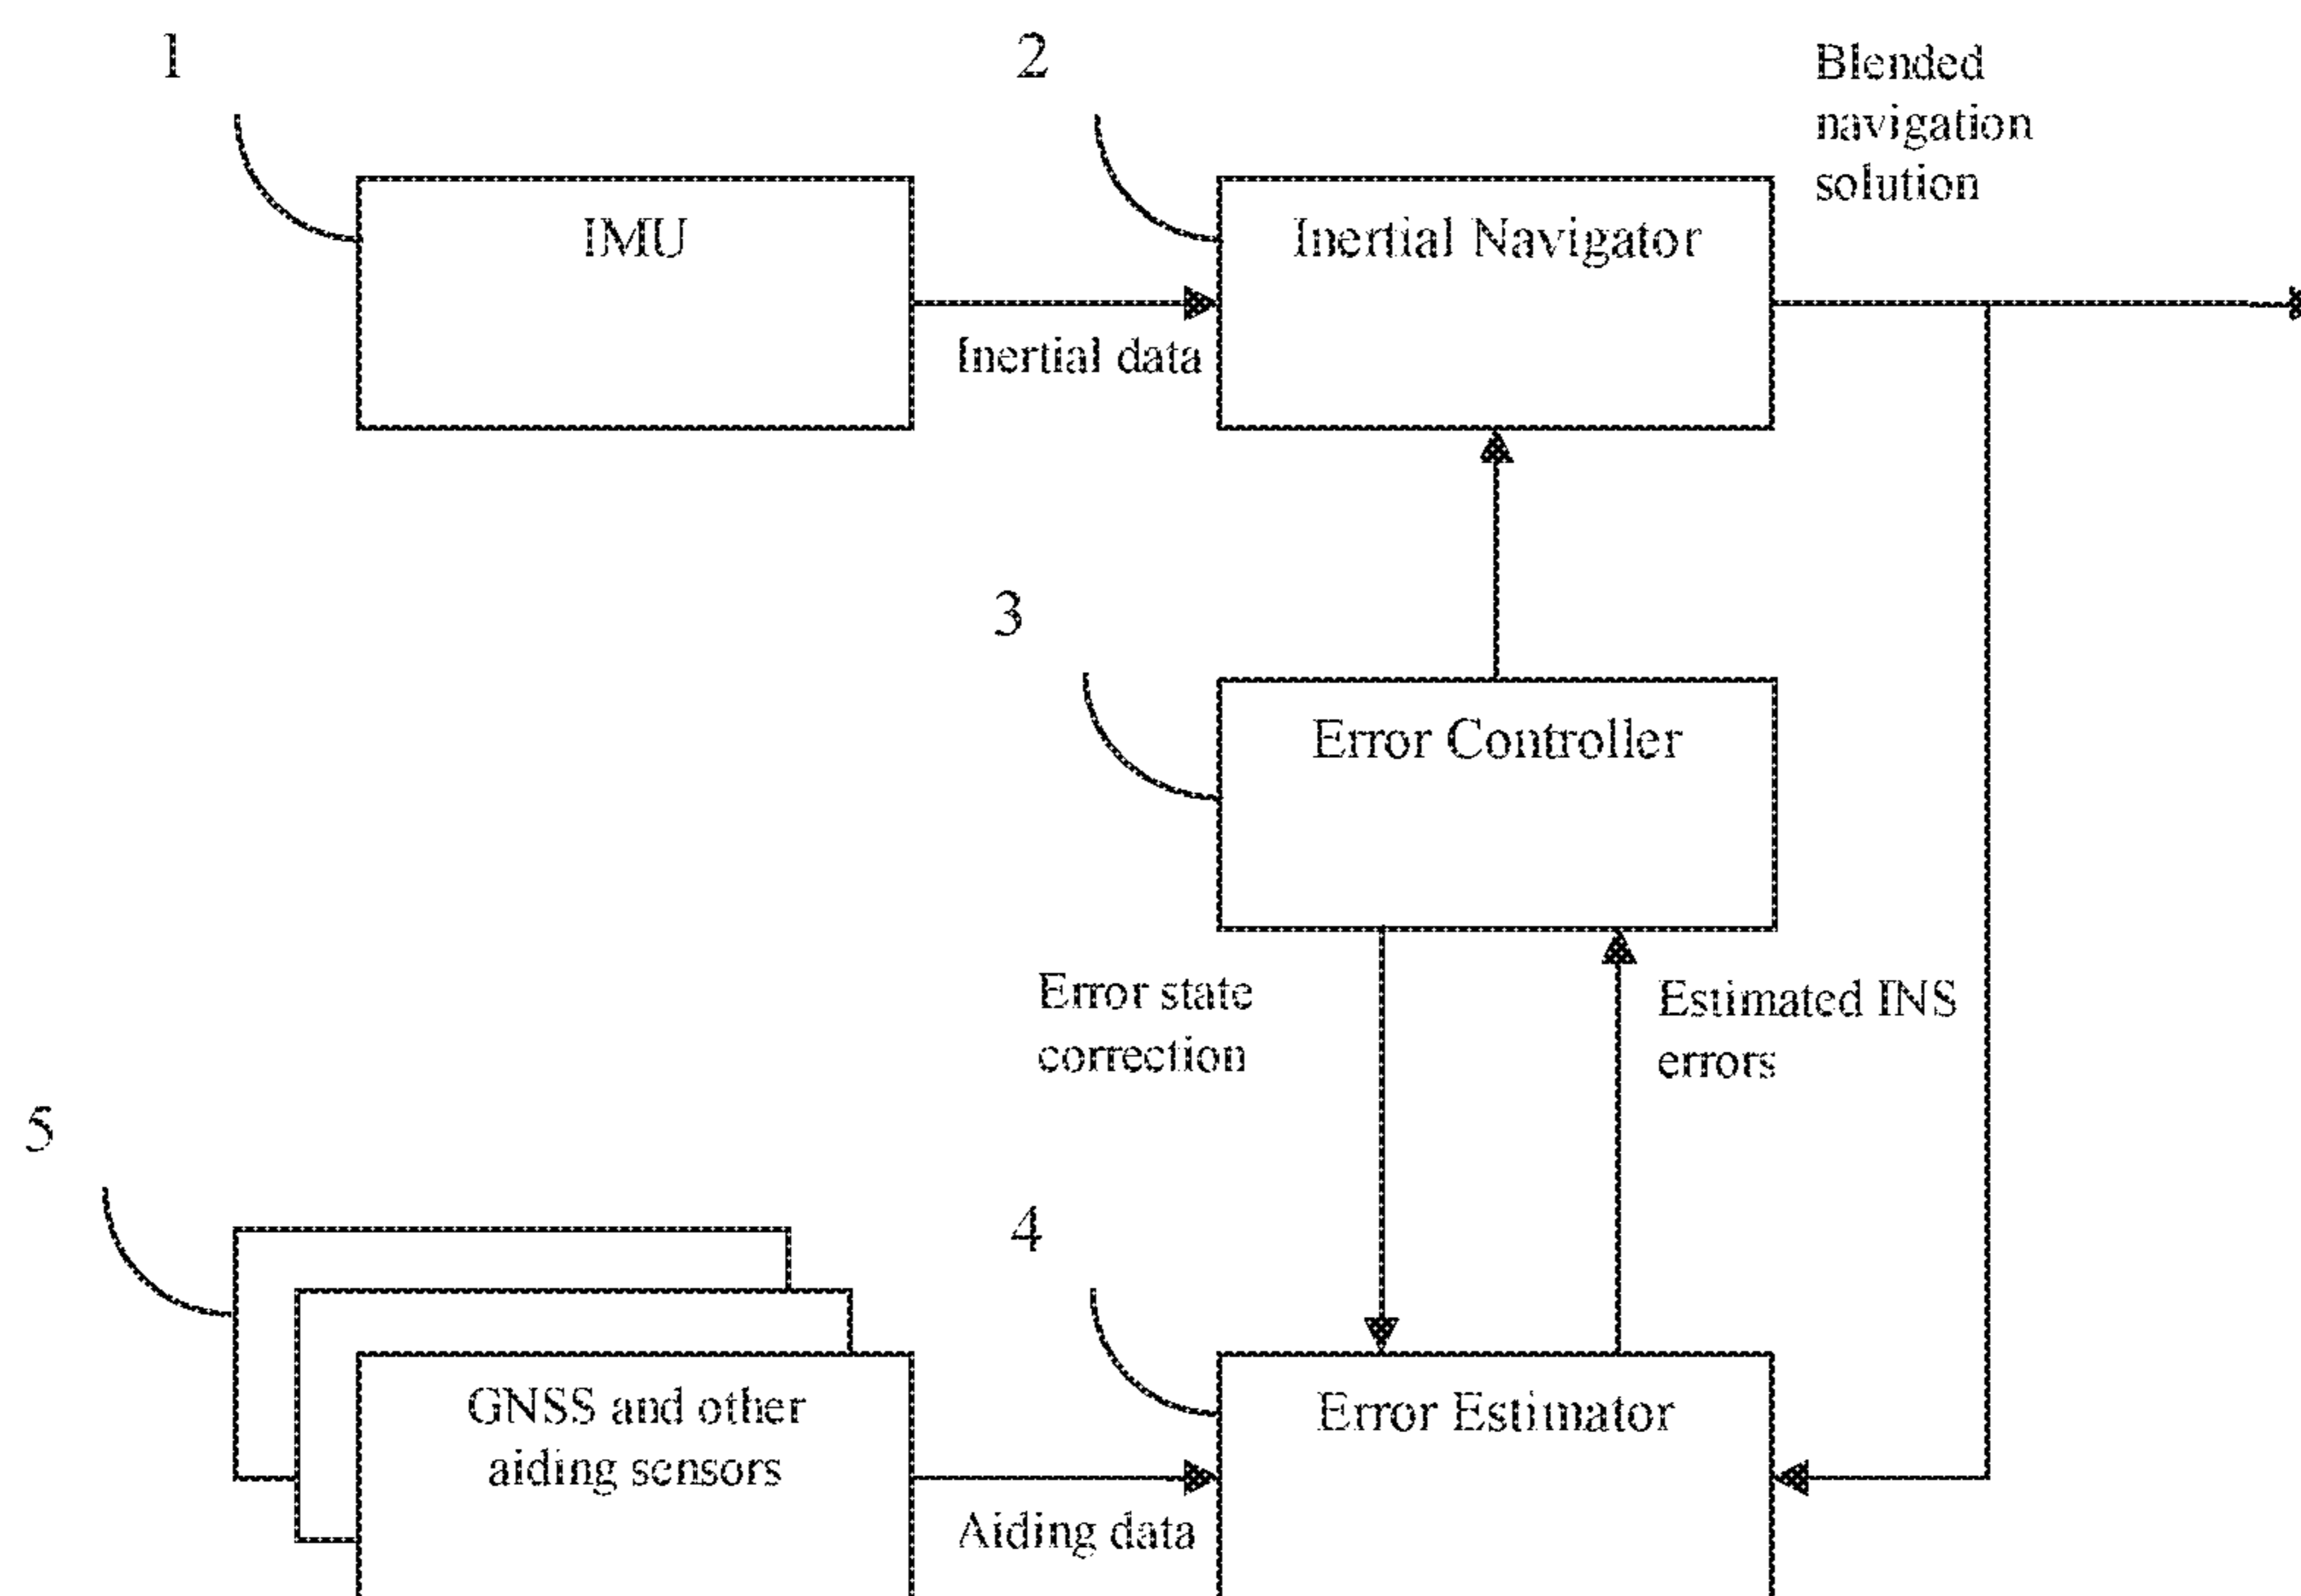 1
2
Blended
navigation
solution
IMU
Inertial Navigator
Inertial data
3
Error Controller
Error state
correction
Estimated INS
errors
5
4
GNSS and other
aiding sensors
Error Estimator
Aiding data